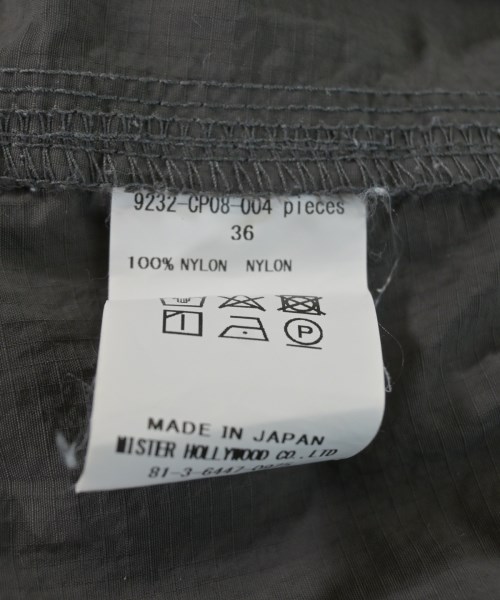 9232-CP08-004 pieces
36
100% NYLON NYLON
P
MADE IN JAPAN
MISTER HOLLYWOOD CO., LTD